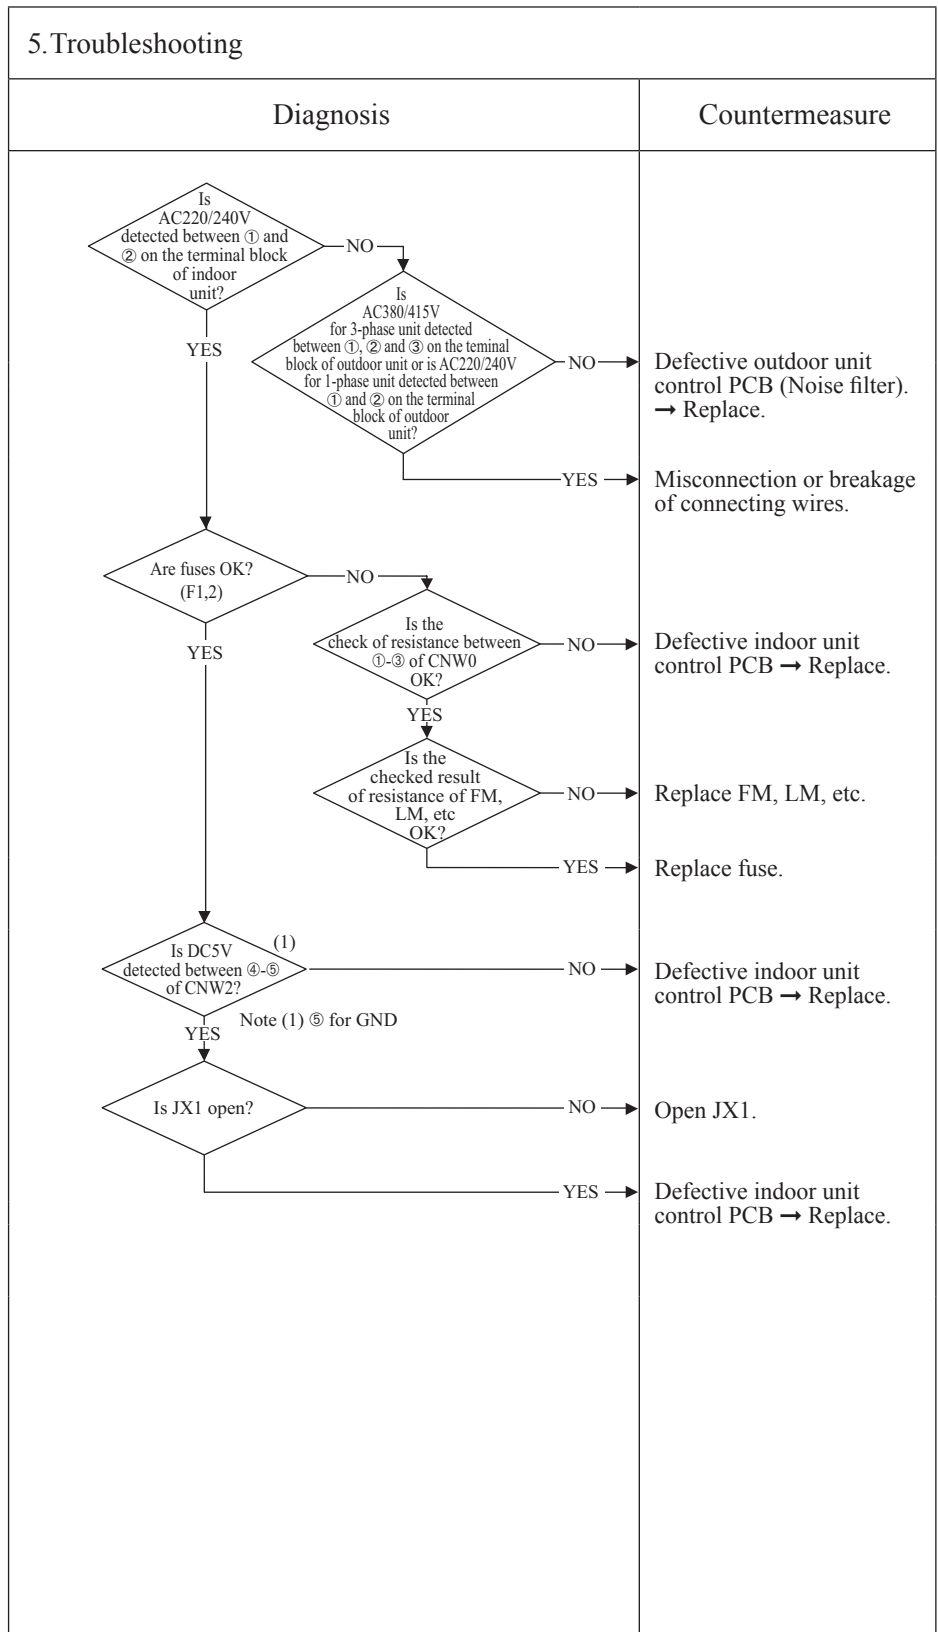 5.Troubleshooting
Diagnosis
Countermeasure
Is
AC220/240V
detected between ① and
② on the terminal block
of indoor
unit?
NO
YES
Is
AC380/415V
for 3-phase unit detected
between ①, ② and ③ on the teminal
block of outdoor unit or is AC220/240V
for 1-phase unit detected between
① and ② on the terminal
block of outdoor
unit?
NO
Defective outdoor unit
control PCB (Noise filter).
→ Replace.
YES
Misconnection or breakage
of connecting wires.
Are fuses OK?
(F1,2)
NO
YES
Is the
check of resistance between
①-③ of CNW0
OK?
NO
Defective indoor unit
control PCB → Replace.
YES
Is the
checked result
of resistance of FM,
LM, etc
OK?
NO
Replace FM, LM, etc.
YES
Replace fuse.
Is DC5V
detected between ④-⑤
of CNW2?
(1)
NO
Defective indoor unit
control PCB → Replace.
Note (1) ⑤ for GND
YES
Is JX1 open?
NO
Open JX1.
YES
Defective indoor unit
control PCB → Replace.